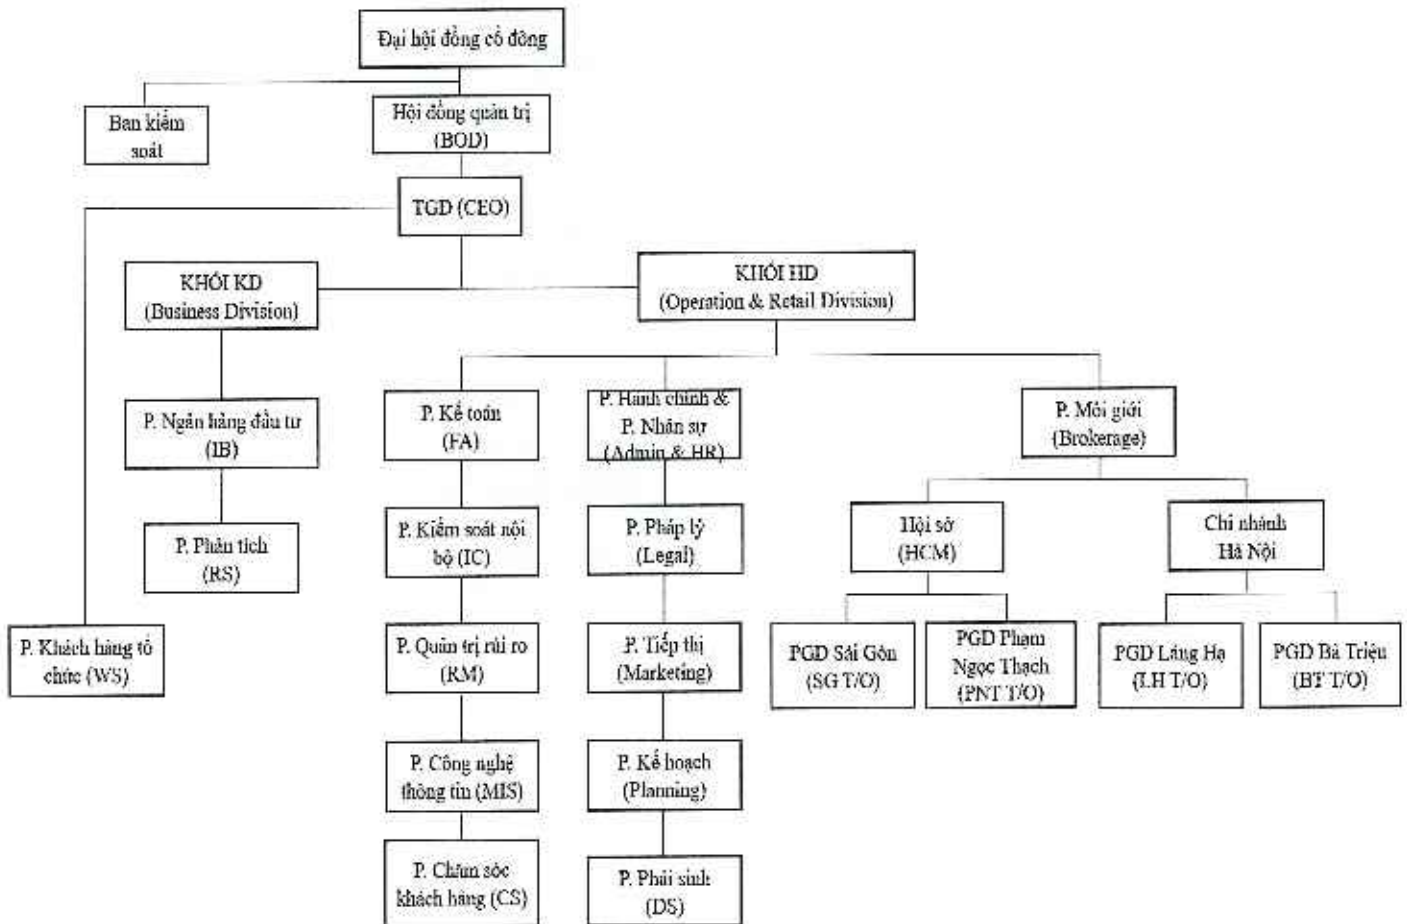 Đại hội đồng cổ đông
Ban kiểm
soát
Hội đồng quản trị
(BOD)
TGD (CEO)
KHỐI KD
(Business Division)
KHỐI HD
(Operation & Retail Division)
P. Ngân hàng đầu tư
(IB)
P. Phân tích
(RS)
P. Khách hàng tổ
chức (WS)
P. Kế toán
(FA)
P. Kiểm soát nội
bộ (IC)
P. Quản trị rủi ro
(RM)
P. Công nghệ
thông tin (MIS)
P. Chăm sóc
khách hàng (CS)
P. Hành chính &
P. Nhân sự
(Admin & HR)
P. Pháp lý
(Legal)
P. Tiếp thị
(Marketing)
P. Kế hoạch
(Planning)
P. Phái sinh
(DS)
P. Môi giới
(Brokerage)
Hội sở
(HCM)
Chi nhánh
Hà Nội
PGD Sài Gòn
(SG T/O)
PGD Phạm
Ngọc Thạch
(PNT T/O)
PGD Láng Hạ
(LH T/O)
PGD Bà Triệu
(BT T/O)